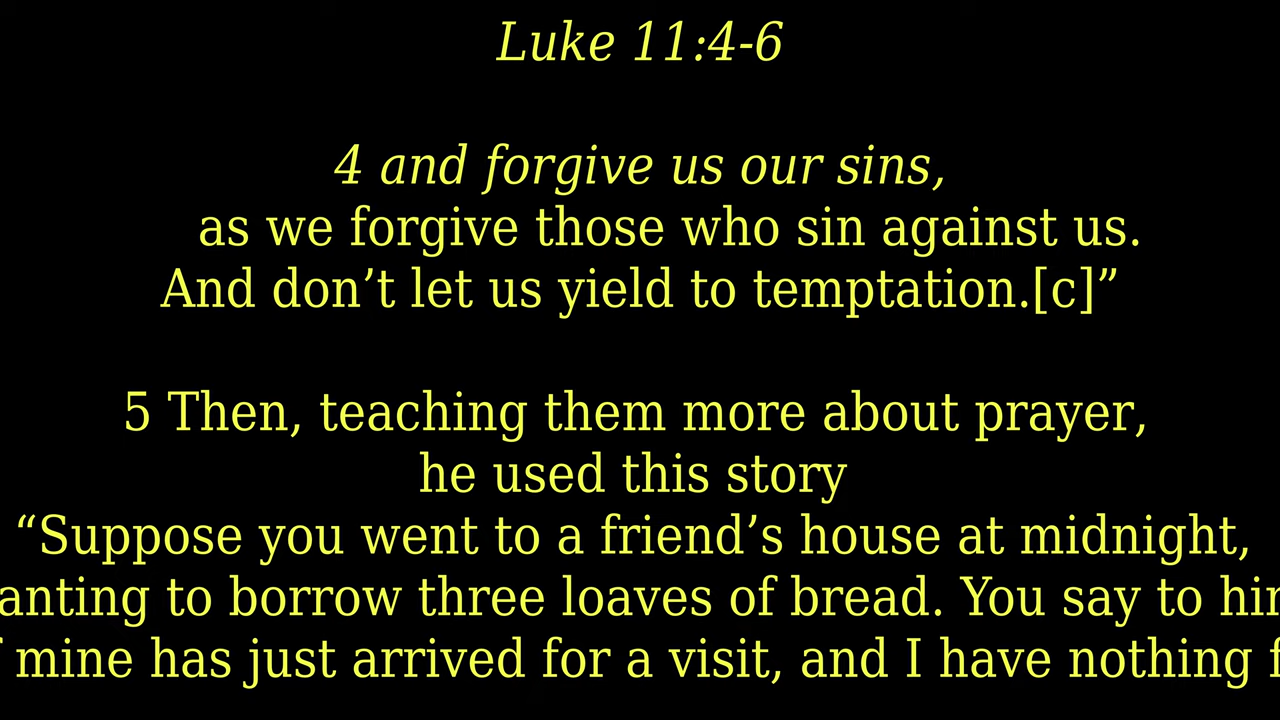 Luke 11:4-6
4 and forgive us our sins,
as we forgive those who sin against us.
And don’t let us yield to temptation.[c]”
5 Then, teaching them more about prayer,
he used this story
“Suppose you went to a friend’s house at midnight,
anting to borrow three loaves of bread. You say to
mine has just arrived for a visit, and I have nothing